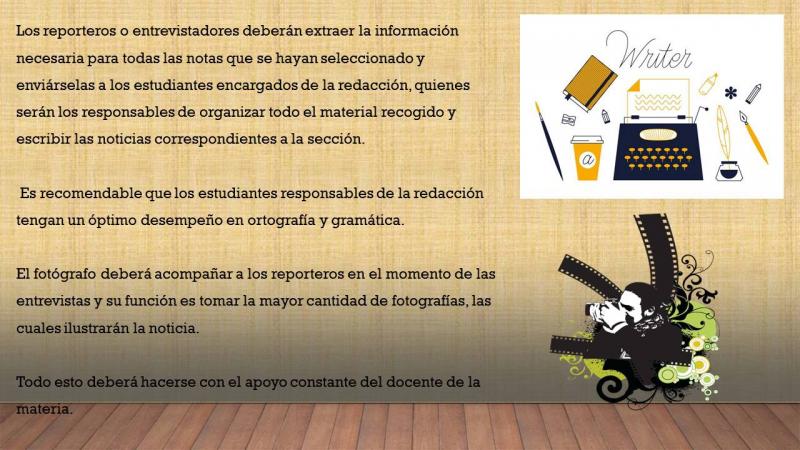 Los reporteros o entrevistadores deberán extraer la información
necesaria para todas las notas que se hayan seleccionado y
enviárselas a los estudiantes encargados de la redacción, quienes
serán los responsables de organizar todo el material recogido y
escribir las noticias correspondientes a la sección.
Es recomendable que los estudiantes responsables de la redacción
tengan un óptimo desempeño en ortografía y gramática.
El fotógrafo deberá acompañar a los reporteros en el momento de las
entrevistas y su función es tomar la mayor cantidad de fotografías, las
cuales ilustrarán la noticia.
Todo esto deberá hacerse con el apoyo constante del docente de la
materia.
Writer
@